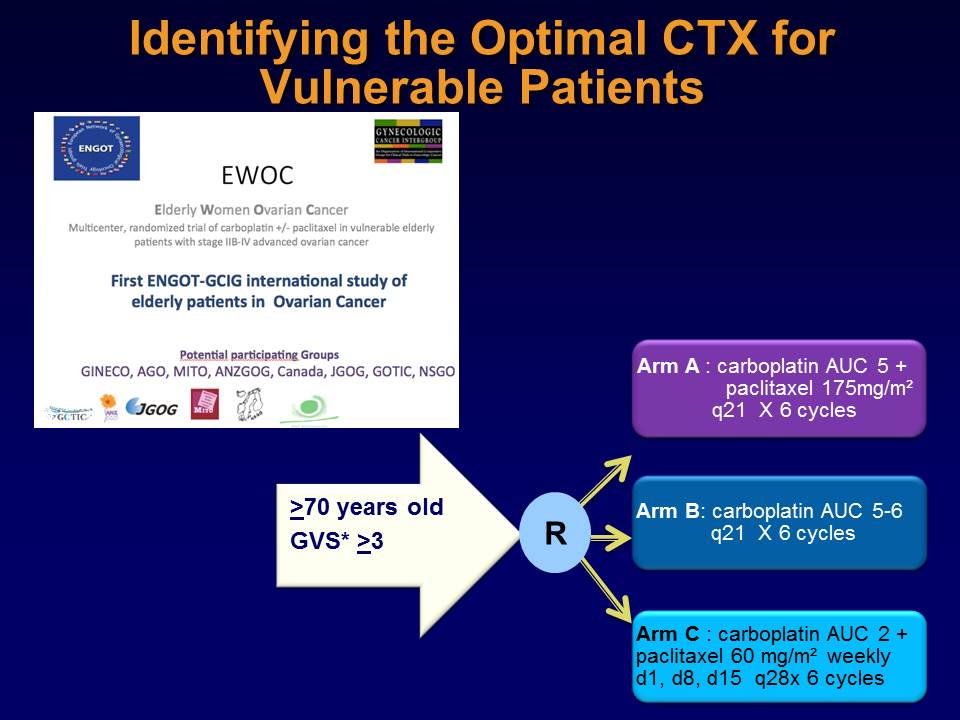 Identifying the Optimal CTX for
Vulnerable Patients
ENGOT
GYNECOLOGIC
CANCER INTERGROUP
EWOC
Elderly Women Ovarian Cancer
Multicenter, randomized trial of carboplatin +/- paclitaxel in vulnerable elderly
patients with stage IIB-IV advanced ovarian cancer
First ENGOT-GCIG international study of
elderly patients in Ovarian Cancer
Potential participating Groups
GINECO, AGO, MITO, ANZGOG, Canada, JGOG, GOTIC, NSGO
GOTIC
JGOG
MITO
Arm A : carboplatin AUC 5 +
paclitaxel 175mg/m²
q21 X 6 cycles
>70 years old
GVS* >3
R
Arm B: carboplatin AUC 5-6
q21 X 6 cycles
Arm C : carboplatin AUC 2 +
paclitaxel 60 mg/m² weekly
d1, d8, d15 q28x 6 cycles